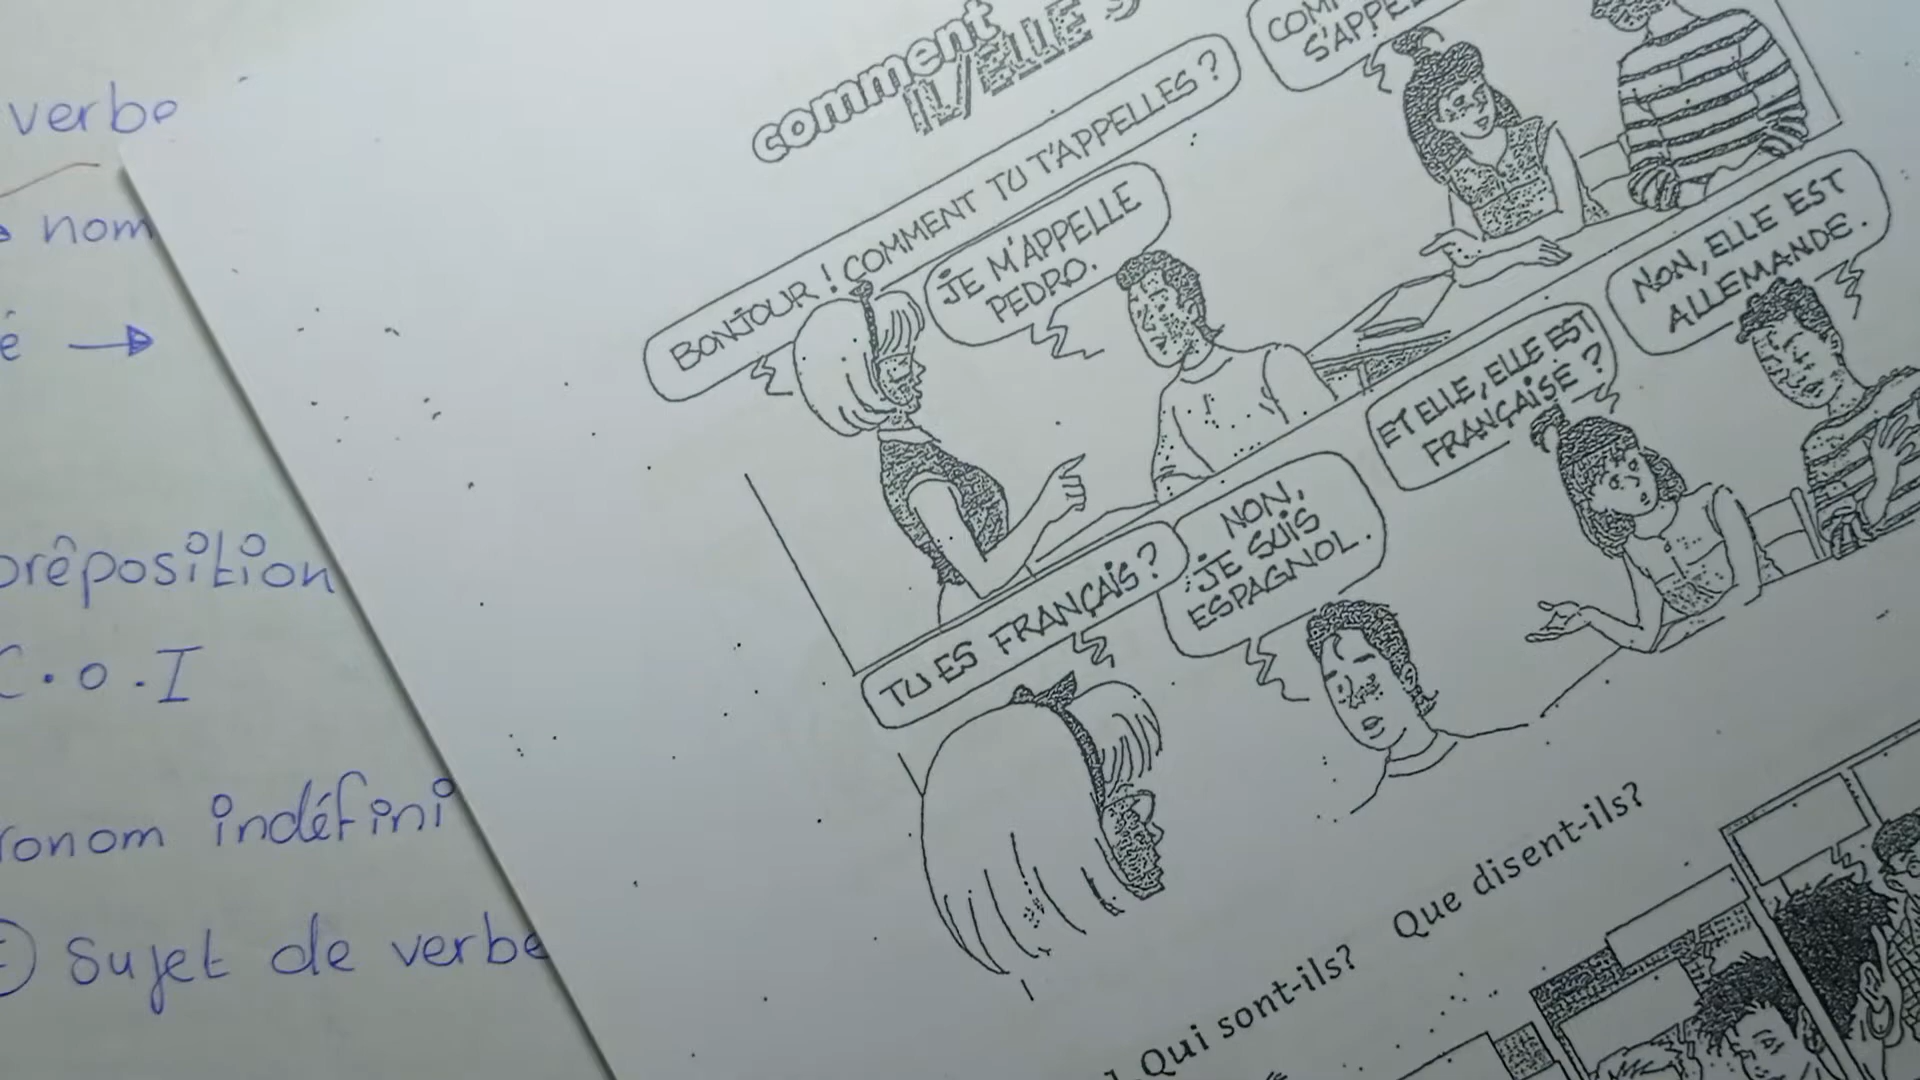 verbe
nom
é →
préposition
C.O.I
pronom indéfini
Sujet de verbe
comment
IL/ELLE S
BONJOUR ! COMMENT TU T'APPELLES ?
JE M'APPELLE
PEDRO.
S'APPE
TU ES FRANÇAIS ?
NON,
JE SUIS
ESPAGNOL.
ET ELLE, ELLE EST
FRANÇAISE ?
NON, ELLE EST
ALLEMANDE.
Qui sont-ils? Que disent-ils?